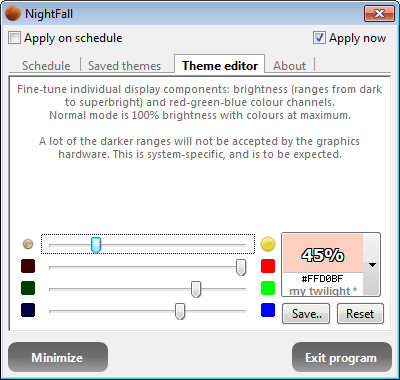 NightFall
Apply on schedule
Apply now
Schedule
Saved themes
Theme editor
About
Fine-tune individual display components: brightness (ranges from dark
to superbright) and red-green-blue colour channels.
Normal mode is 100% brightness with colours at maximum.
A lot of the darker ranges will not be accepted by the graphics
hardware. This is system-specific, and is to be expected.
45%
#FFD0BF
my twilight *
Save..
Reset
Minimize
Exit program